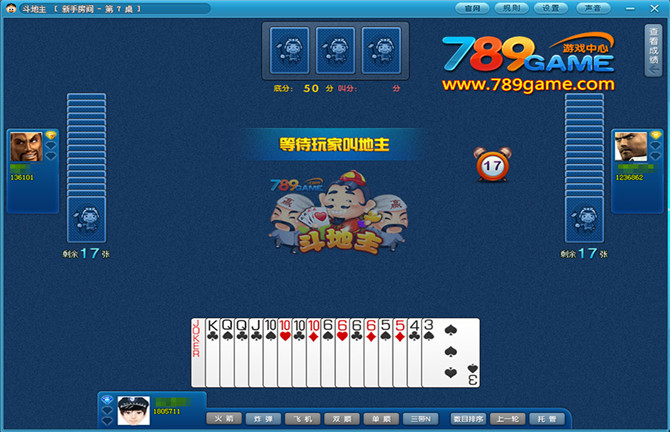 斗地主 【 新手房间 - 第 7 桌 】
官网 规则 设置 声音
查看成绩
789GAME 游戏中心
www.789game.com
底分: 50 分 叫分: 分
等待玩家叫地主
17
136101
1236862
789GAME
斗地主
剩余 17 张
剩余 17 张
JOKER K Q Q J 10 10 10 10 6 6 6 6 5 5 4 3
3
1605711
火箭 炸弹 飞机 双顺 单顺 三带N 数目排序 上一轮 托管